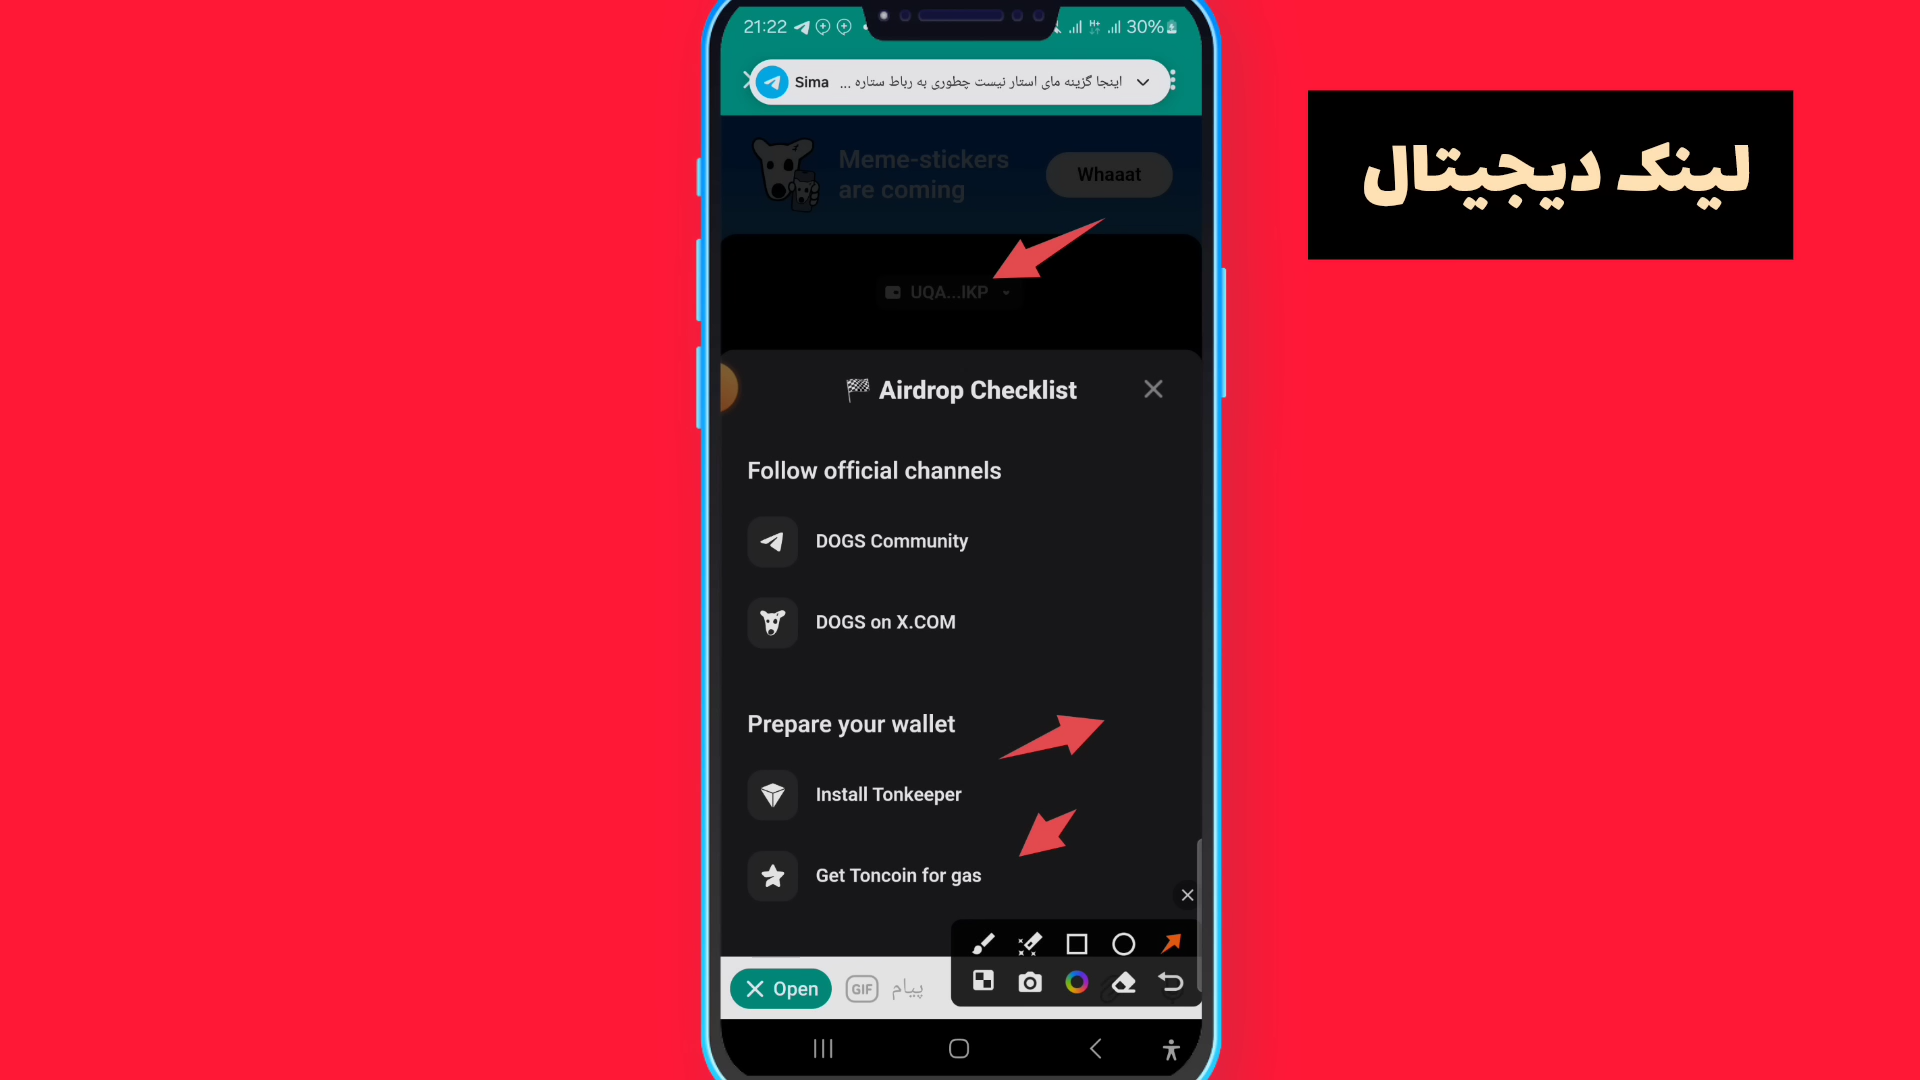 21:22
30%
Sima اینجا گزینه مای استار نیست چطوری به رباط ستاره ...
Meme-stickers
are coming
Whaaat
UQA...IKP
Airdrop Checklist
Follow official channels
DOGS Community
DOGS on X.COM
Prepare your wallet
Install Tonkeeper
Get Toncoin for gas
Open
GIF
پیام
لینک دیجیتال